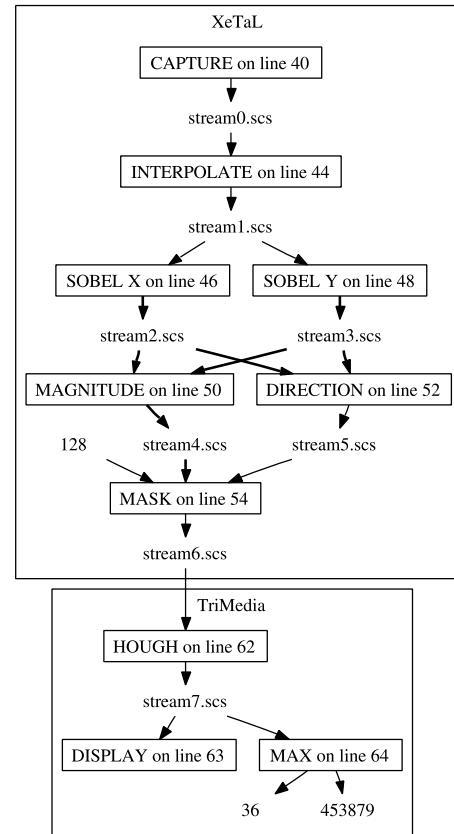 XeTaL
CAPTURE on line 40
stream0.scs
INTERPOLATE on line 44
stream1.scs
SOBEL X on line 46
SOBEL Y on line 48
stream2.scs
stream3.scs
MAGNITUDE on line 50
DIRECTION on line 52
128
stream4.scs
stream5.scs
MASK on line 54
stream6.scs
TriMedia
HOUGH on line 62
stream7.scs
DISPLAY on line 63
MAX on line 64
36
453879